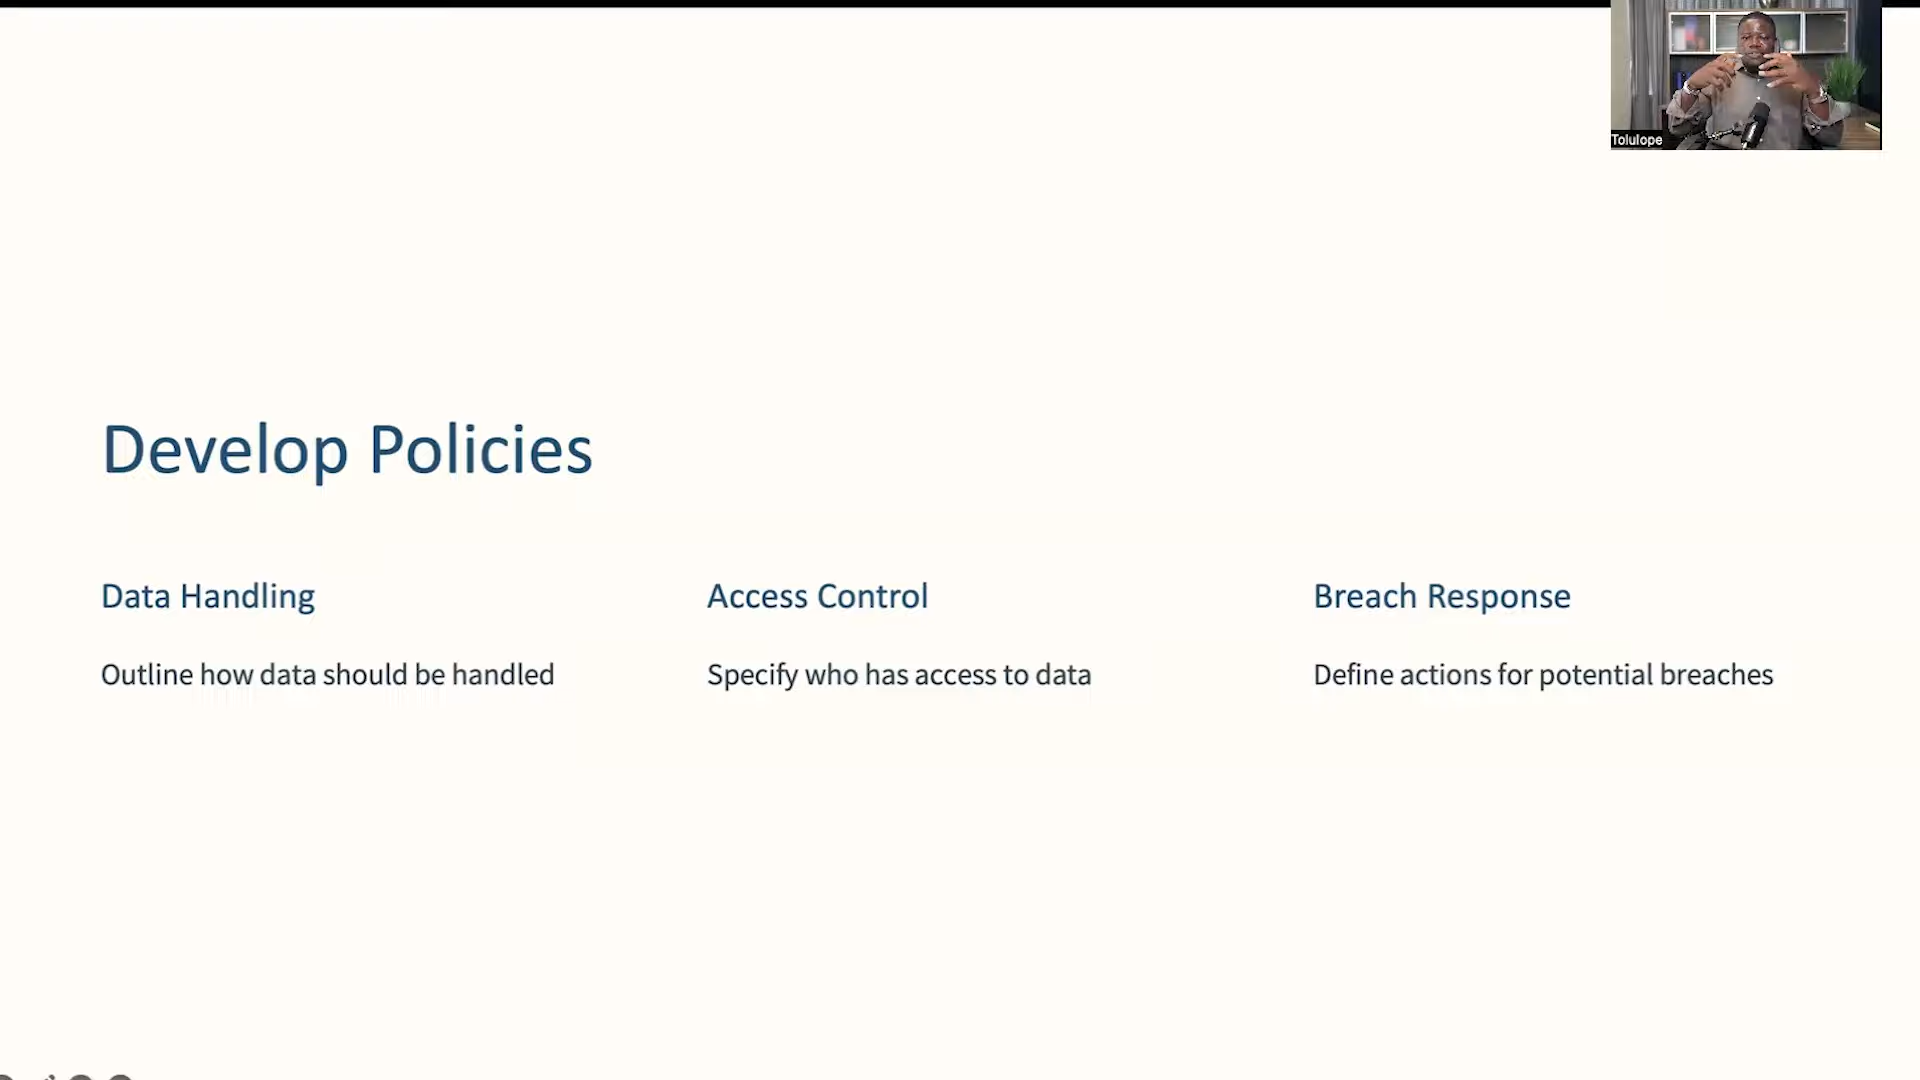 Tolulope
Develop Policies
Data Handling
Outline how data should be handled
Access Control
Specify who has access to data
Breach Response
Define actions for potential breaches